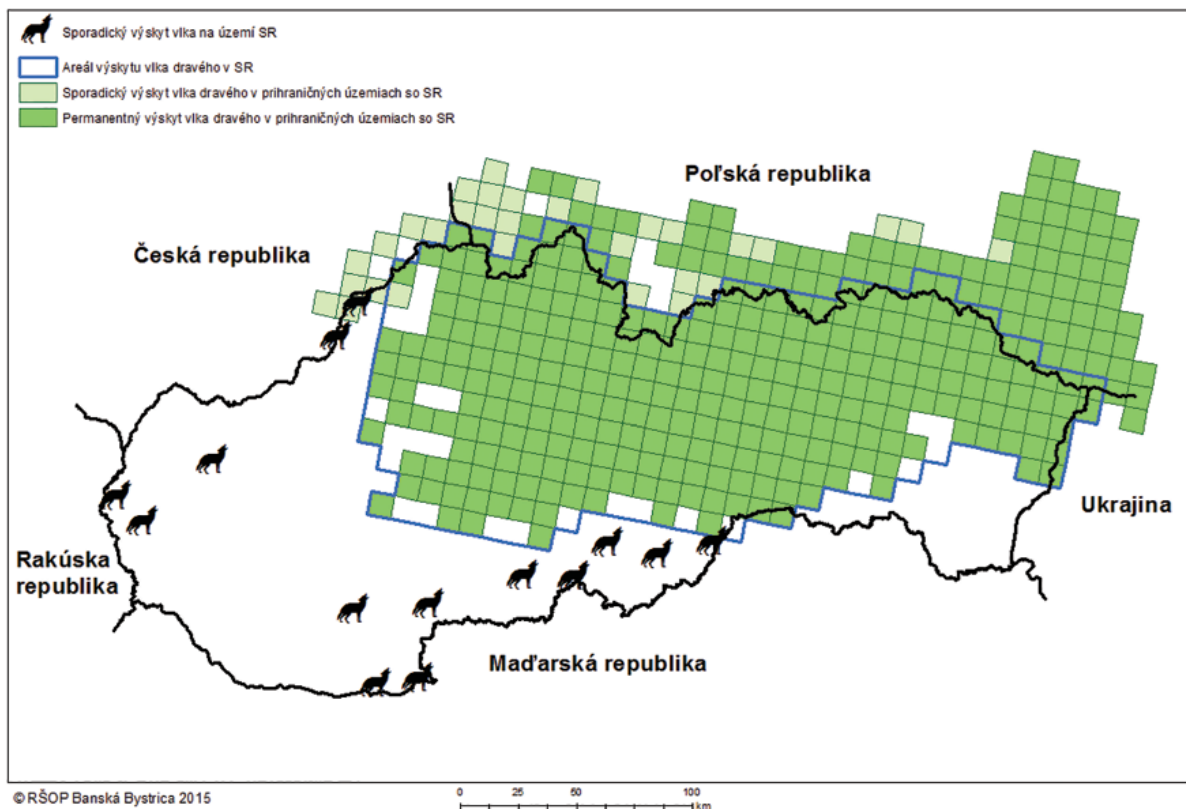 Sporadický výskyt vlka na území SR
Areál výskytu vlka dravého v SR
Sporadický výskyt vlka dravého v prihraničných územiach so SR
Permanentný výskyt vlka dravého v prihraničných územiach so SR
Poľská republika
Česká republika
Ukrajina
Rakúska
republika
Maďarská republika
© RŠOP Banská Bystrica 2015
0 25 50 100
km